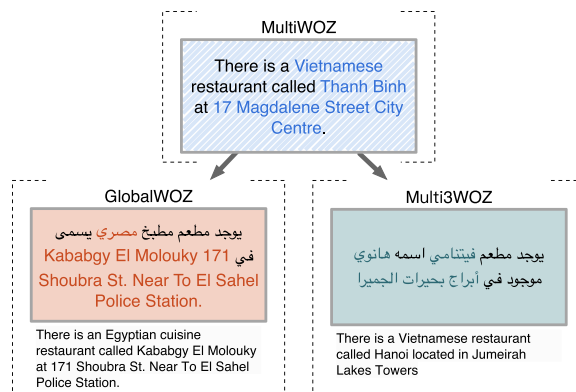 MultiWOZ
There is a Vietnamese
restaurant called Thanh Binh
at 17 Magdalene Street City
Centre.
GlobalWOZ
يوجد مطعم مطبخ مصري يسمى
Kababgy El Molouky 171 في
Shoubra St. Near To El Sahel
Police Station.
There is an Egyptian cuisine
restaurant called Kababgy El Molouky
at 171 Shoubra St. Near To El Sahel
Police Station.
Multi3WOZ
يوجد مطعم فيتنامي اسمه هانوي
موجود في أبراج بحيرات الجميرا
There is a Vietnamese restaurant
called Hanoi located in Jumeirah
Lakes Towers